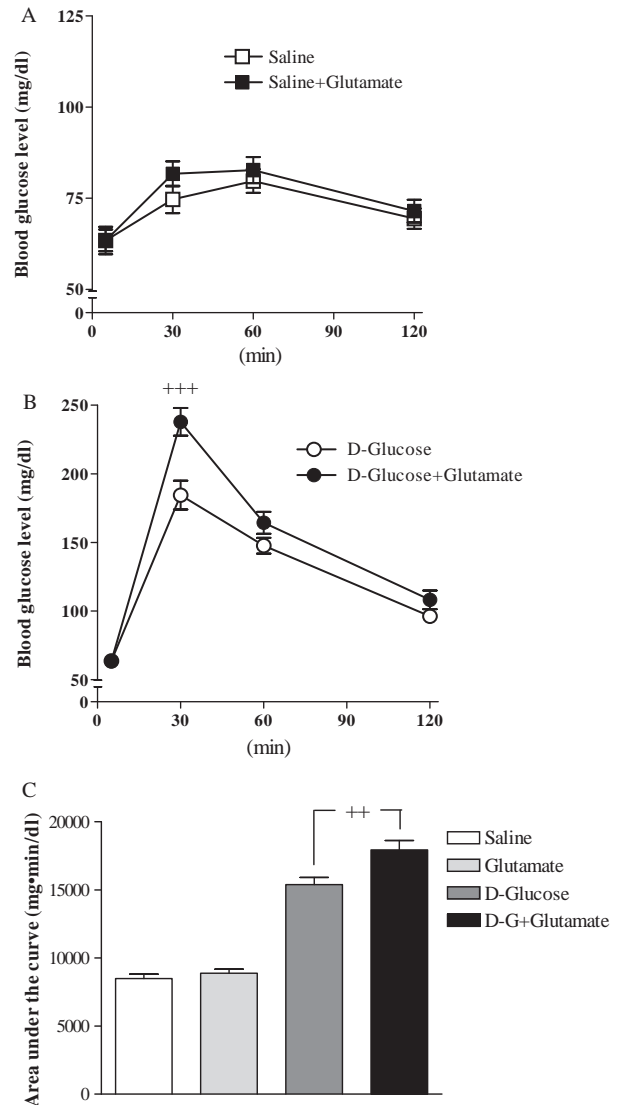 A
Blood glucose level (mg/dl)
125
100
75
50
0
Saline
Saline+Glutamate
0 30 60 90 120
(min)
B
+++
Blood glucose level (mg/dl)
250
200
150
100
50
0
D-Glucose
D-Glucose+Glutamate
0 30 60 90 120
(min)
C
Area under the curve (mg•min/dl)
20000
15000
10000
5000
0
++
Saline
Glutamate
D-Glucose
D-G+Glutamate